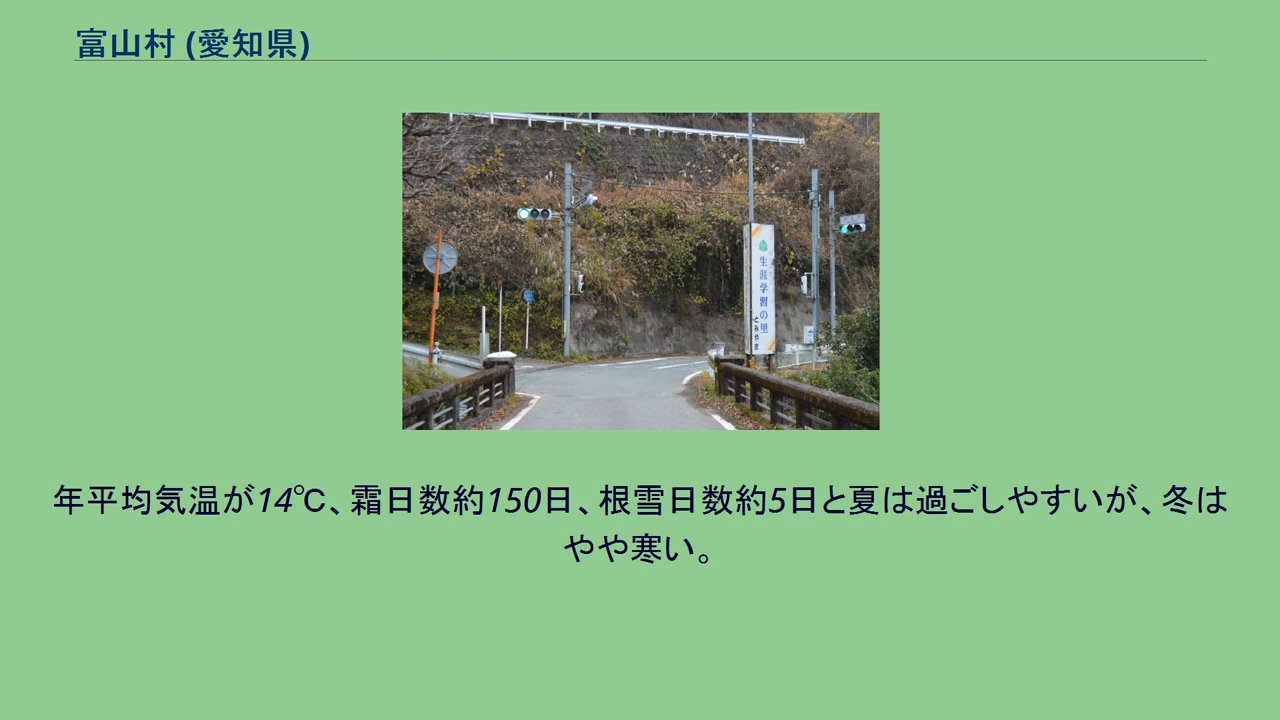 富山村 (愛知県)
生涯学習の里
とみやま
年平均気温が14℃、霜日数約150日、根雪日数約5日と夏は過ごしやすいが、冬は
やや寒い。